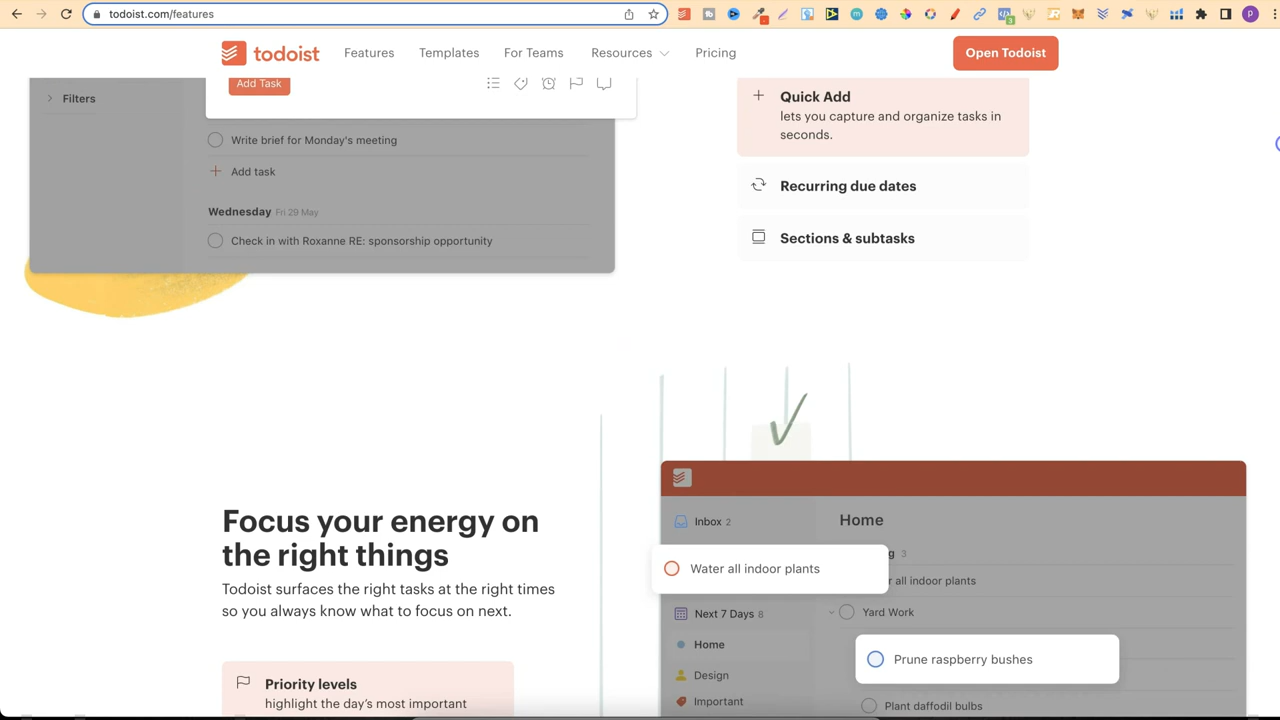 todoist.com/features
3
P
todoist
Features
Templates
For Teams
Resources
Pricing
Open Todoist
Filters
Add Task
Write brief for Monday's meeting
Add task
Wednesday Fri 29 May
Check in with Roxanne RE: sponsorship opportunity
Quick Add
lets you capture and organize tasks in
seconds.
Recurring due dates
Sections & subtasks
Focus your energy on
the right things
Todoist surfaces the right tasks at the right times
so you always know what to focus on next.
Priority levels
highlight the day's most important
Inbox 2
Home
g 3
Water all indoor plants
r all indoor plants
Next 7 Days 8
Yard Work
Home
Prune raspberry bushes
Design
Important
Plant daffodil bulbs